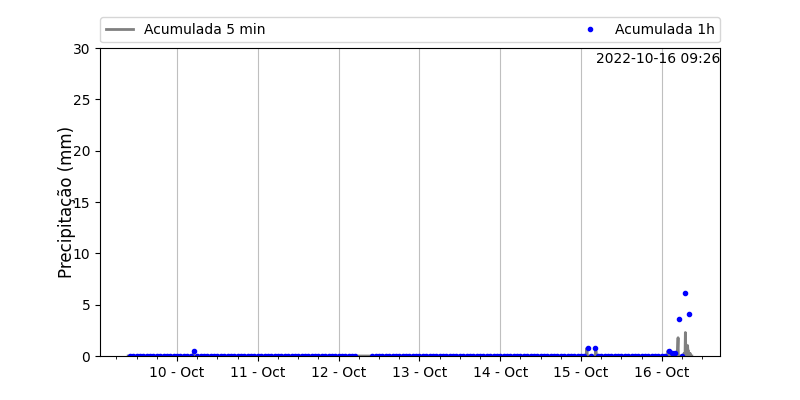 Acumulada 5 min
Acumulada 1h
2022-10-16 09:26
Precipitação (mm)
30
25
20
15
10
5
0
10 - Oct
11 - Oct
12 - Oct
13 - Oct
14 - Oct
15 - Oct
16 - Oct